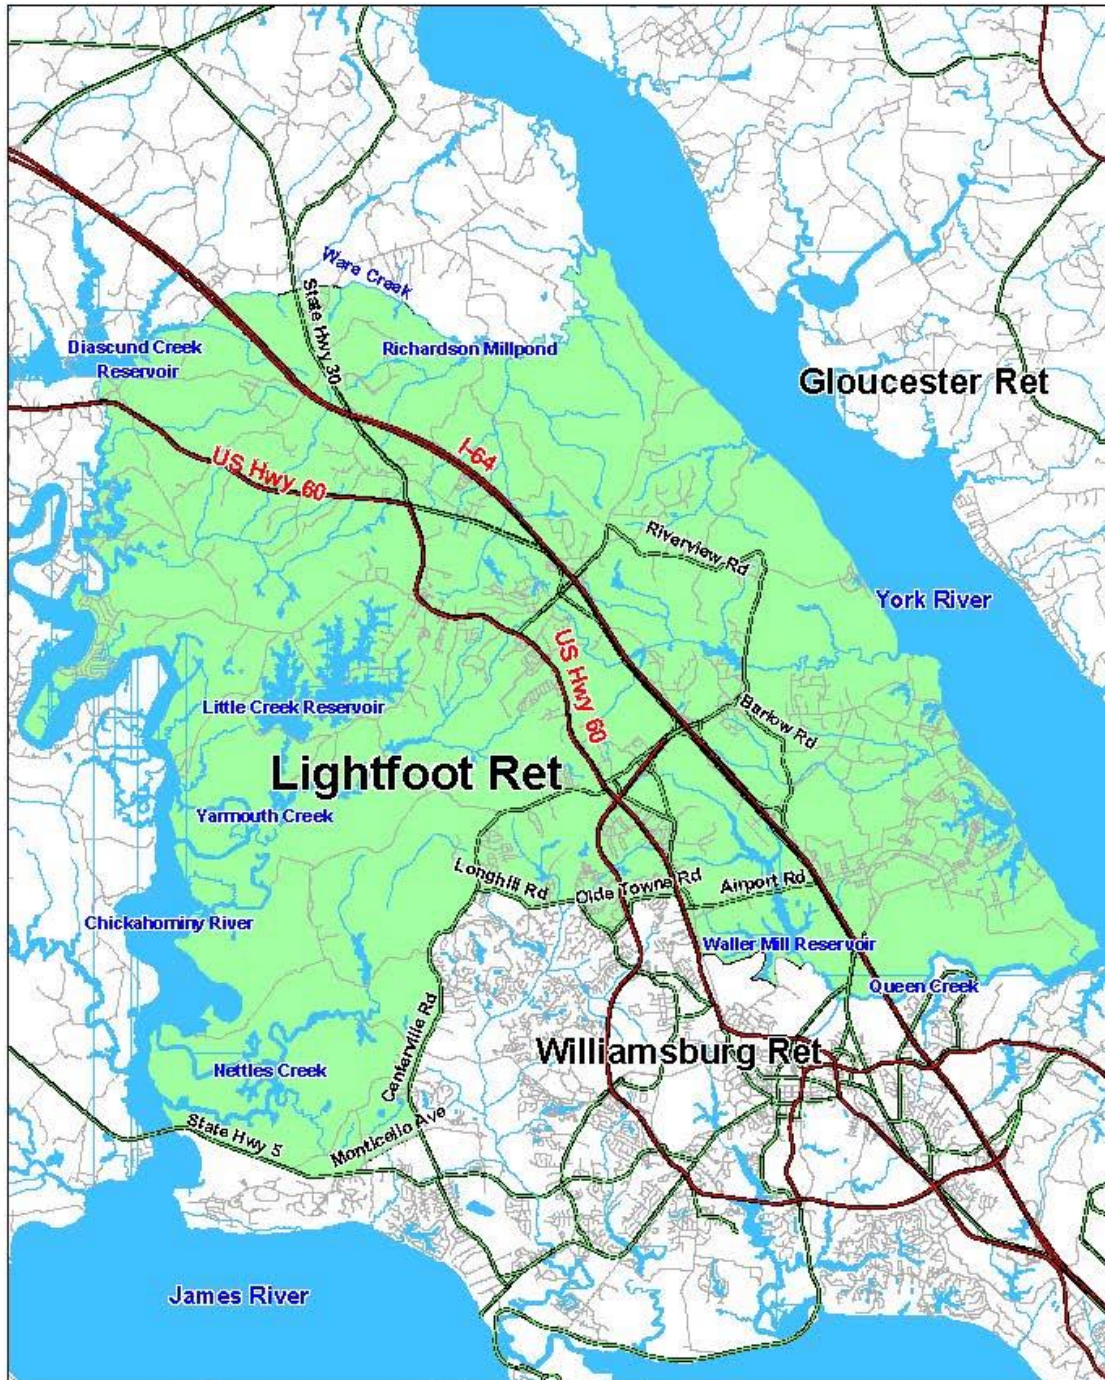 Ware Creek
State Hwy 30
Diascund Creek
Reservoir
Richardson Millpond
Gloucester Ret
I-64
US Hwy 60
Riverview Rd
York River
US Hwy 60
Little Creek Reservoir
Barlow Rd
Lightfoot Ret
Yarmouth Creek
Longhill Rd
Olde Towne Rd
Airport Rd
Chickahominy River
Waller Mill Reservoir
Queen Creek
Centerville Rd
Williamsburg Ret
Nettles Creek
State Hwy 5
Monticello Ave
James River